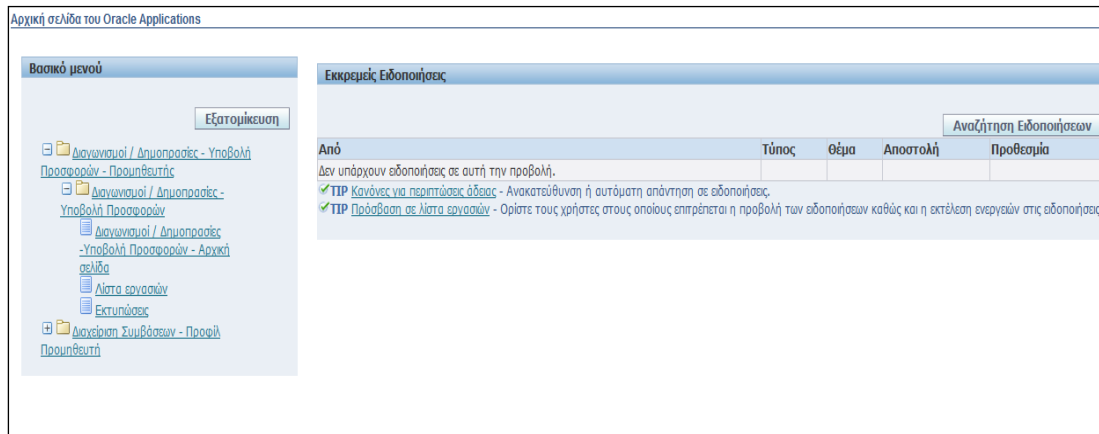 Αρχική σελίδα του Oracle Applications
Βασικό μενού
Εξατομίκευση
Διαγωνισμοί / Δημοπρασίες - Υποβολή
Προσφορών - Προμηθευτής
Διαγωνισμοί / Δημοπρασίες -
Υποβολή Προσφορών
Διαγωνισμοί / Δημοπρασίες
-Υποβολή Προσφορών - Αρχική
σελίδα
Λίστα εργασιών
Εκτυπώσεις
Διαχείριση Συμβάσεων - Προφίλ
Προμηθευτή
Εκκρεμείς Ειδοποιήσεις
Αναζήτηση Ειδοποιήσεων
Από Τύπος Θέμα Αποστολή Προθεσμία
Δεν υπάρχουν ειδοποιήσεις σε αυτή την προβολή.
TIP Κανόνες για περιπτώσεις άδειας - Ανακατεύθυνση ή αυτόματη απάντηση σε ειδοποιήσεις.
TIP Πρόσβαση σε λίστα εργασιών - Ορίστε τους χρήστες στους οποίους επιτρέπεται η προβολή των ειδοποιήσεων καθώς και η εκτέλεση ενεργειών στις ειδοποιήσεις